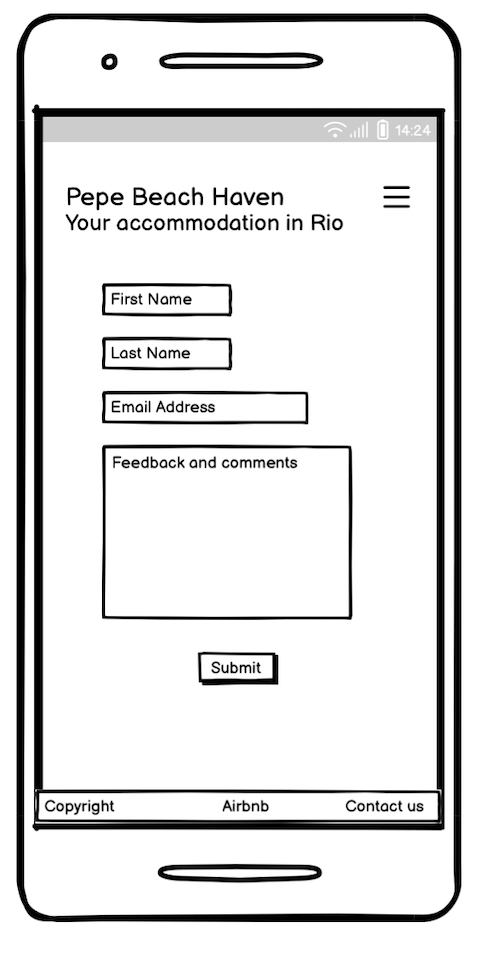 14:24
Pepe Beach Haven
Your accommodation in Rio
First Name
Last Name
Email Address
Feedback and comments
Submit
Copyright Airbnb Contact us